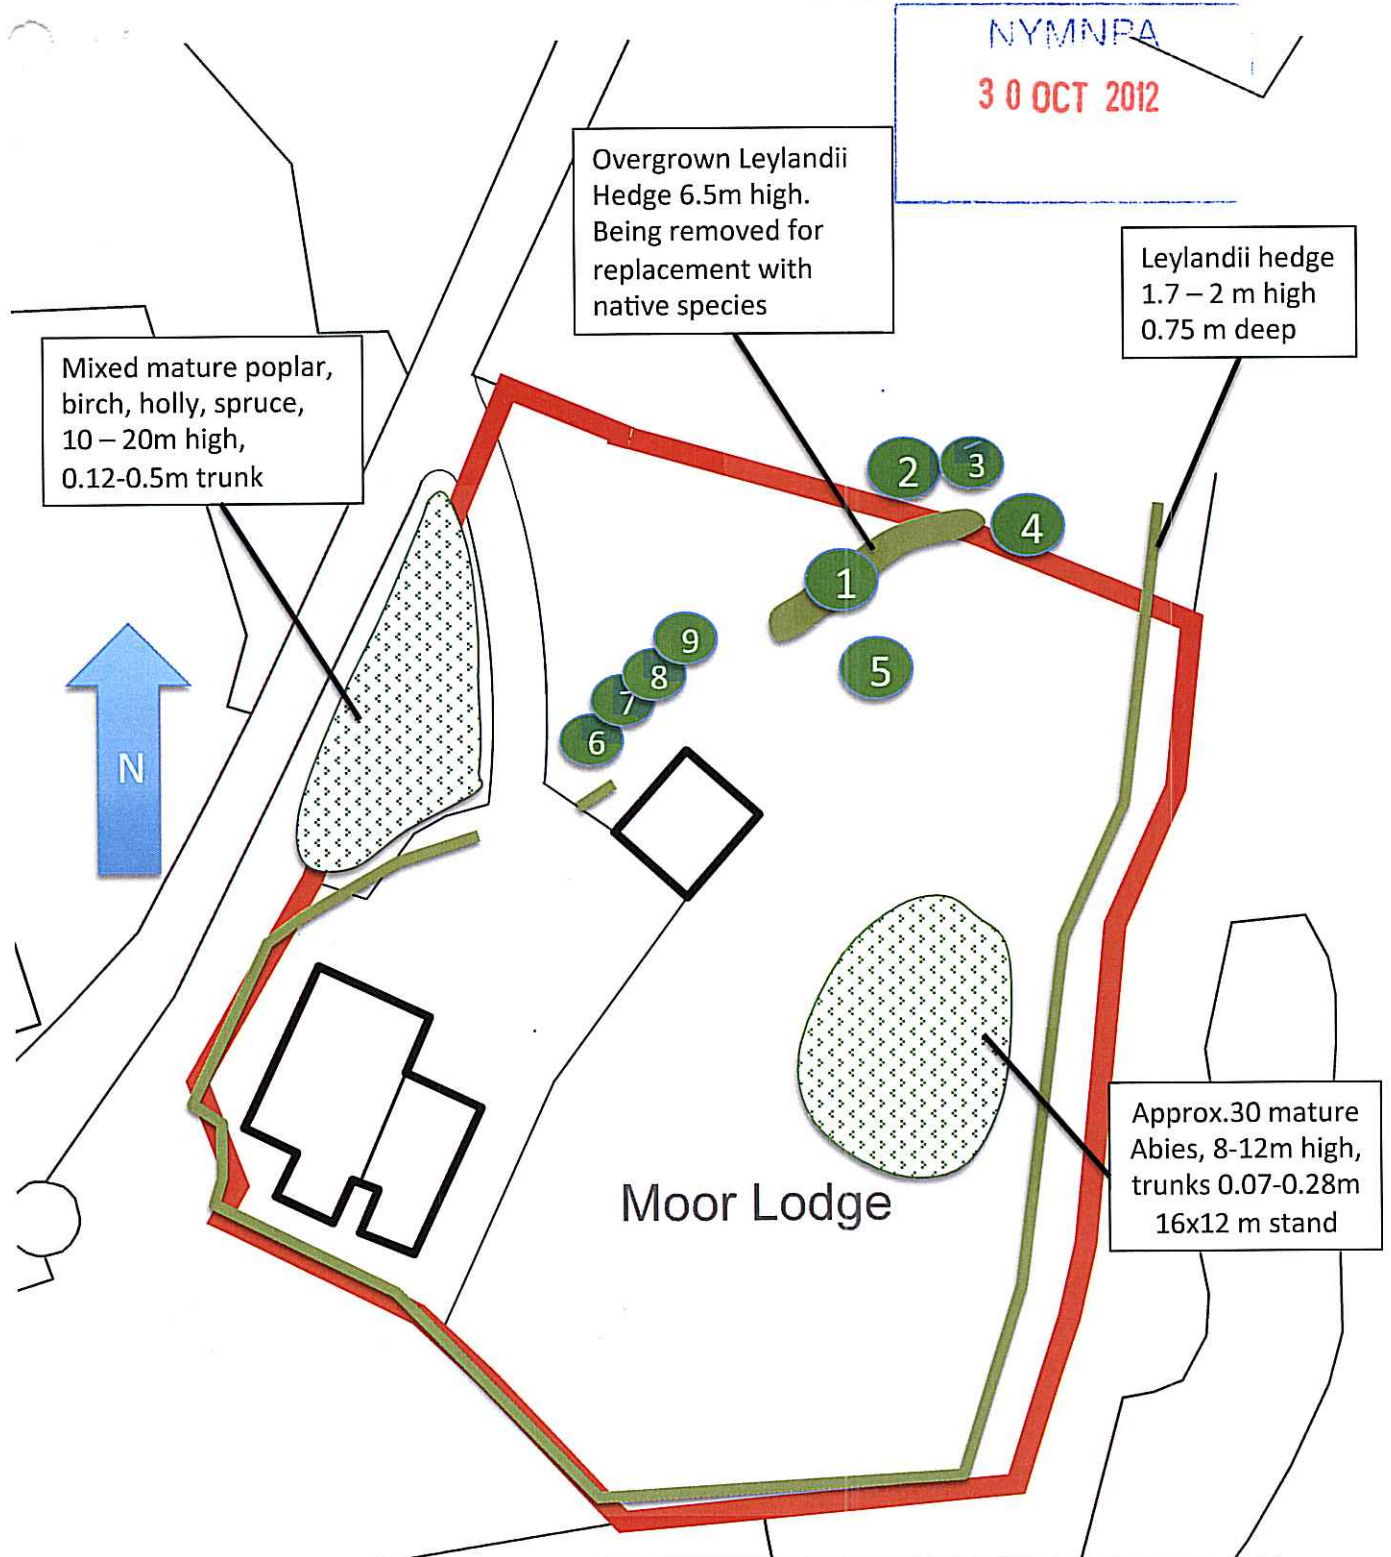 NYMNPA
30 OCT 2012
Overgrown Leylandii
Hedge 6.5m high.
Being removed for
replacement with
native species
Leylandii hedge
1.7 – 2 m high
0.75 m deep
Mixed mature poplar,
birch, holly, spruce,
10 – 20m high,
0.12-0.5m trunk
2
3
4
1
5
9
8
7
6
N
Approx.30 mature
Abies, 8-12m high,
trunks 0.07-0.28m
16x12 m stand
Moor Lodge